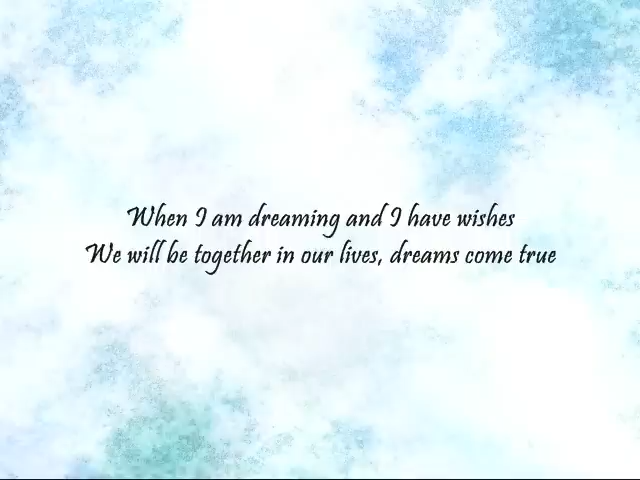 When I am dreaming and I have wishes
We will be together in our lives, dreams come true